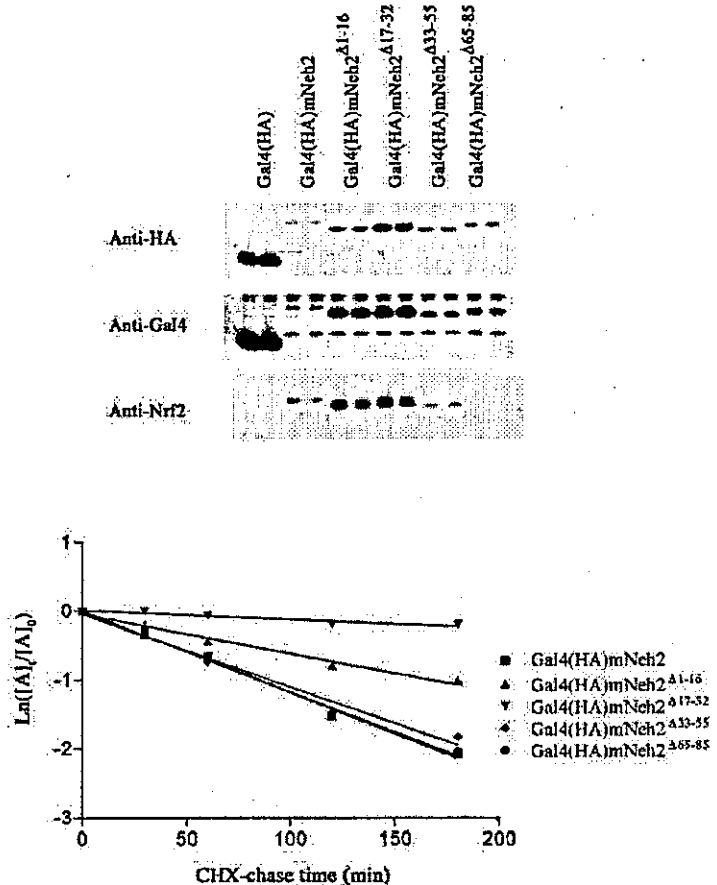 Gal4(HA)
Gal4(HA)mNeh2
Gal4(HA)mNeh2Δ1-16
Gal4(HA)mNeh2Δ17-32
Gal4(HA)mNeh2Δ33-55
Gal4(HA)mNeh2Δ65-85
Anti-HA
Anti-Gal4
Anti-Nrf2
1
0
-1
-2
-3
Ln([A]t/[A]0)
0 50 100 150 200
CHX-chase time (min)
Gal4(HA)mNeh2
Gal4(HA)mNeh2Δ1-16
Gal4(HA)mNeh2Δ17-32
Gal4(HA)mNeh2Δ33-55
Gal4(HA)mNeh2Δ65-85